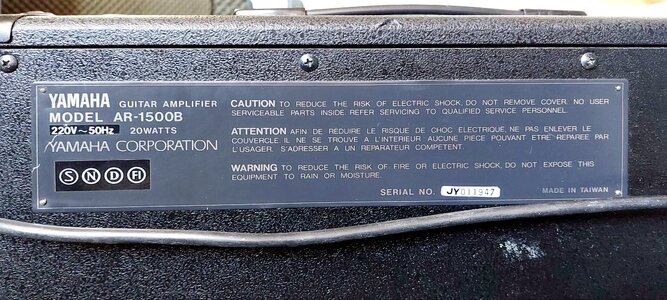 YAMAHA GUITAR AMPLIFIER
MODEL AR-1500B
220V~50Hz 20WATTS
YAMAHA CORPORATION
S N D FI
CAUTION TO REDUCE THE RISK OF ELECTRIC SHOCK, DO NOT REMOVE COVER. NO USER
SERVICEABLE PARTS INSIDE. REFER SERVICING TO QUALIFIED SERVICE PERSONNEL.
ATTENTION AFIN DE RÉDUIRE LE RISQUE DE CHOC ELECTRIQUE, NE PAS ENLEVER LE
COUVERCLE. IL NE SE TROUVE A L'INTERIEUR AUCUNE PIECE POUVANT ETRE REPAREE PAR
L'USAGER. S'ADRESSER A UN REPARATEUR COMPETENT.
WARNING TO REDUCE THE RISK OF FIRE OR ELECTRIC SHOCK, DO NOT EXPOSE THIS
EQUIPMENT TO RAIN OR MOISTURE.
SERIAL NO. JY011947 MADE IN TAIWAN